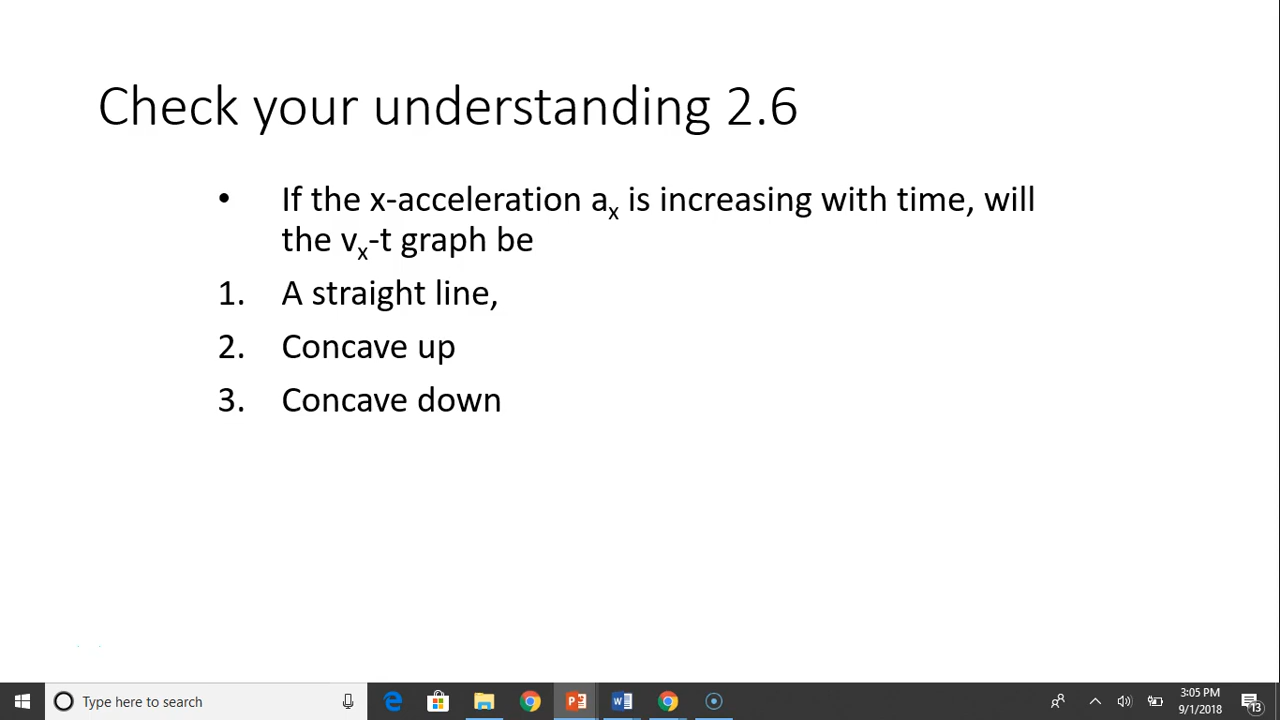 Check your understanding 2.6
• If the x-acceleration aₓ is increasing with time, will
the vₓ-t graph be
1. A straight line,
2. Concave up
3. Concave down
Type here to search
3:05 PM
9/1/2018
13